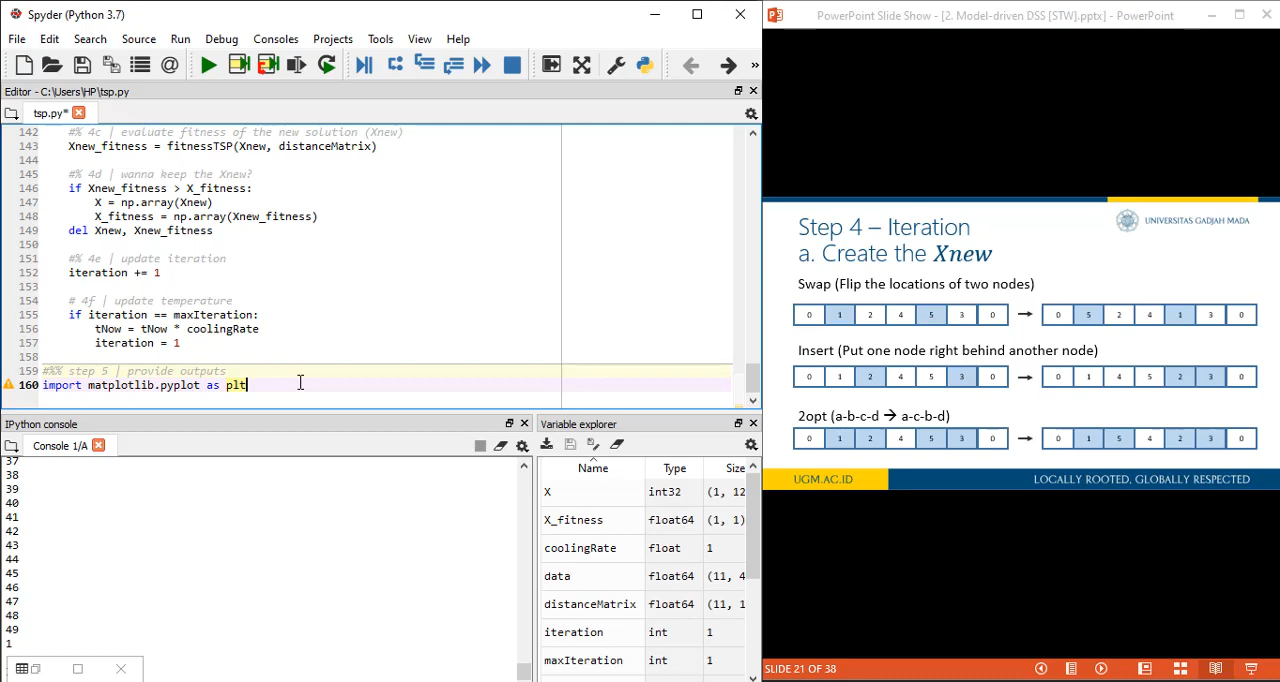 Spyder (Python 3.7)
File Edit Search Source Run Debug Consoles Projects Tools View Help
Editor - C:\Users\HP\tsp.py
tsp.py*
142 #% 4c | evaluate fitness of the new solution (Xnew)
143 Xnew_fitness = fitnessTSP(Xnew, distanceMatrix)
144
145 #% 4d | wanna keep the Xnew?
146 if Xnew_fitness > X_fitness:
147 X = np.array(Xnew)
148 X_fitness = np.array(Xnew_fitness)
149 del Xnew, Xnew_fitness
150
151 #% 4e | update iteration
152 iteration += 1
153
154 # 4f | update temperature
155 if iteration == maxIteration:
156 tNow = tNow * coolingRate
157 iteration = 1
158
159 #%% step 5 | provide outputs
160 import matplotlib.pyplot as plt
IPython console
Console 1/A
37
38
39
40
41
42
43
44
45
46
47
48
49
1
Variable explorer
Name Type Size
X int32 (1, 12
X_fitness float64 (1, 1)
coolingRate float 1
data float64 (11, 4
distanceMatrix float64 (11, 1
iteration int 1
maxIteration int 1
PowerPoint Slide Show - [2. Model-driven DSS [STW].pptx] - PowerPoint
Step 4 – Iteration
a. Create the Xnew
UNIVERSITAS GADJAH MADA
Swap (Flip the locations of two nodes)
0 1 2 4 5 3 0 → 0 5 2 4 1 3 0
Insert (Put one node right behind another node)
0 1 2 4 5 3 0 → 0 1 4 5 2 3 0
2opt (a-b-c-d → a-c-b-d)
0 1 2 4 5 3 0 → 0 1 5 4 2 3 0
UGM.AC.ID LOCALLY ROOTED, GLOBALLY RESPECTED
SLIDE 21 OF 38